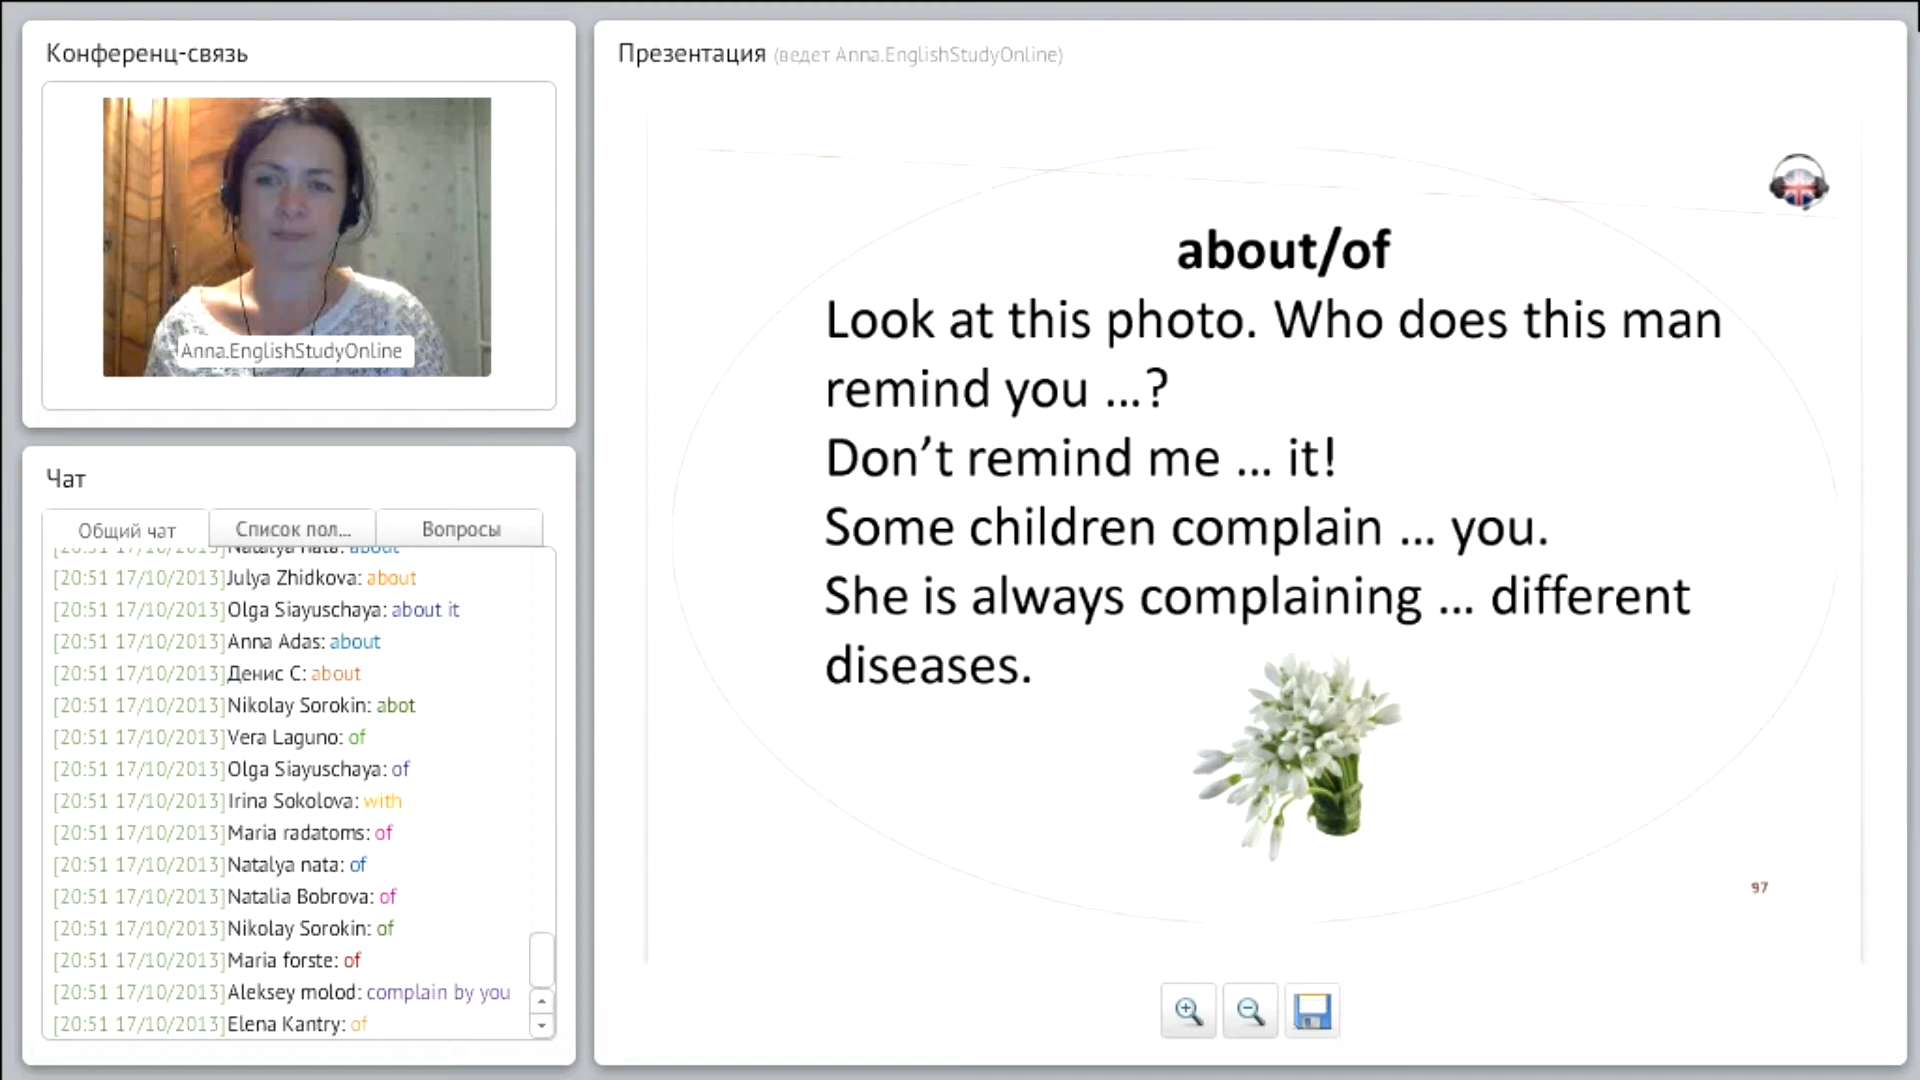 Конференц-связь
Anna.EnglishStudyOnline
Чат
Общий чат
Список пол...
Вопросы
[20:51 17/10/2013]Natalya nata: about
[20:51 17/10/2013]Julya Zhidkova: about
[20:51 17/10/2013]Olga Siayuschaya: about it
[20:51 17/10/2013]Anna Adas: about
[20:51 17/10/2013]Денис С: about
[20:51 17/10/2013]Nikolay Sorokin: abot
[20:51 17/10/2013]Vera Laguno: of
[20:51 17/10/2013]Olga Siayuschaya: of
[20:51 17/10/2013]Irina Sokolova: with
[20:51 17/10/2013]Maria radatoms: of
[20:51 17/10/2013]Natalya nata: of
[20:51 17/10/2013]Natalia Bobrova: of
[20:51 17/10/2013]Nikolay Sorokin: of
[20:51 17/10/2013]Maria forste: of
[20:51 17/10/2013]Aleksey molod: complain by you
[20:51 17/10/2013]Elena Kantry: of
Презентация (ведет Anna.EnglishStudyOnline)
about/of
Look at this photo. Who does this man
remind you ...?
Don’t remind me ... it!
Some children complain ... you.
She is always complaining ... different
diseases.
97